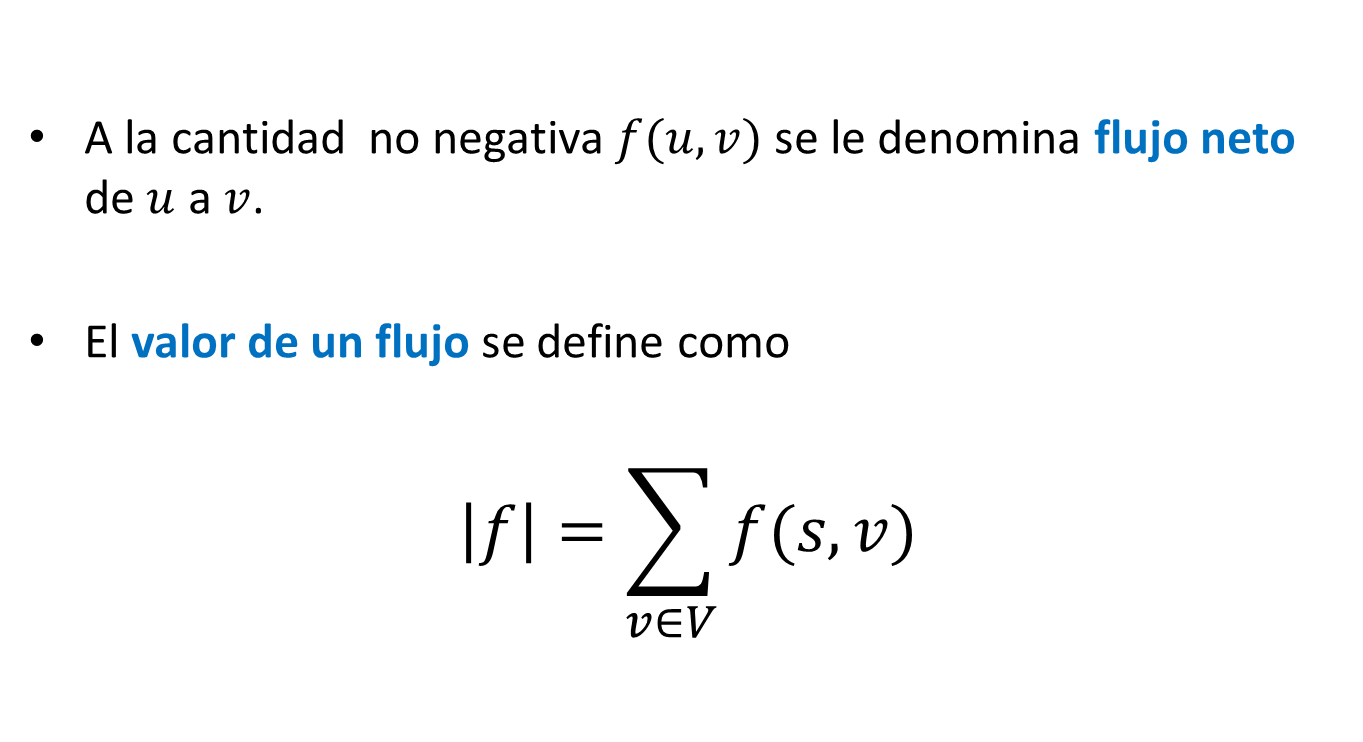 • A la cantidad  no negativa 𝑓(𝑢, 𝑣) se le denomina flujo neto
de 𝑢 a 𝑣.
• El valor de un flujo se define como
|𝑓| = ∑ 𝑓(𝑠, 𝑣)
𝑣∈𝑉